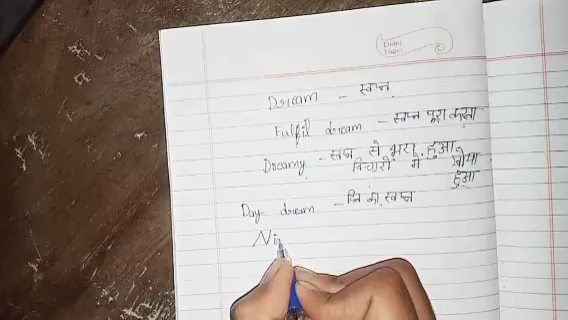 Dream - स्वप्न
Fulfil dream - स्वप्न पूरा करना
Dreamy - स्वप्न से भरा हुआ
विचारों में खोया
हुआ
Day-dream - दिन का स्वप्न
Ni